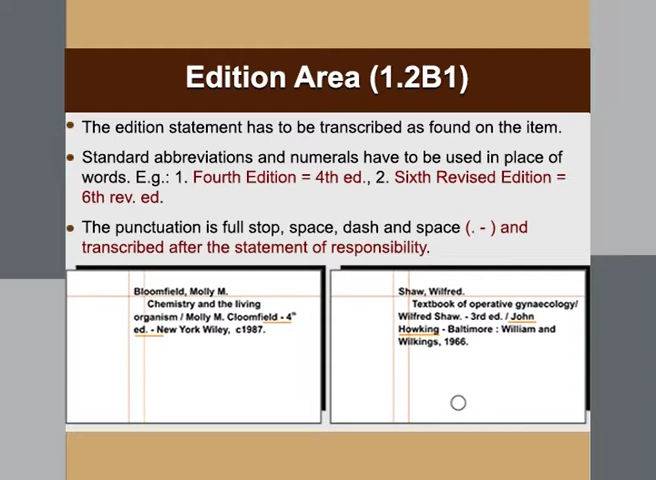 Edition Area (1.2B1)
The edition statement has to be transcribed as found on the item.
Standard abbreviations and numerals have to be used in place of
words. E.g.: 1. Fourth Edition = 4th ed., 2. Sixth Revised Edition =
6th rev. ed.
The punctuation is full stop, space, dash and space (. - ) and
transcribed after the statement of responsibility.
Bloomfield, Molly M.
Chemistry and the living
organism / Molly M. Cloomfield - 4th
ed. - New York Wiley, c1987.
Shaw, Wilfred.
Textbook of operative gynaecology/
Wilfred Shaw. - 3rd ed. / John
Howking - Baltimore : William and
Wilkings, 1966.